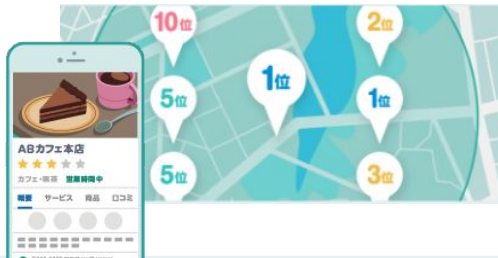 10位
2位
1位
5位
1位
5位
3位
ABカフェ本店
カフェ・喫茶 営業時間中
概要 サービス 商品 口コミ